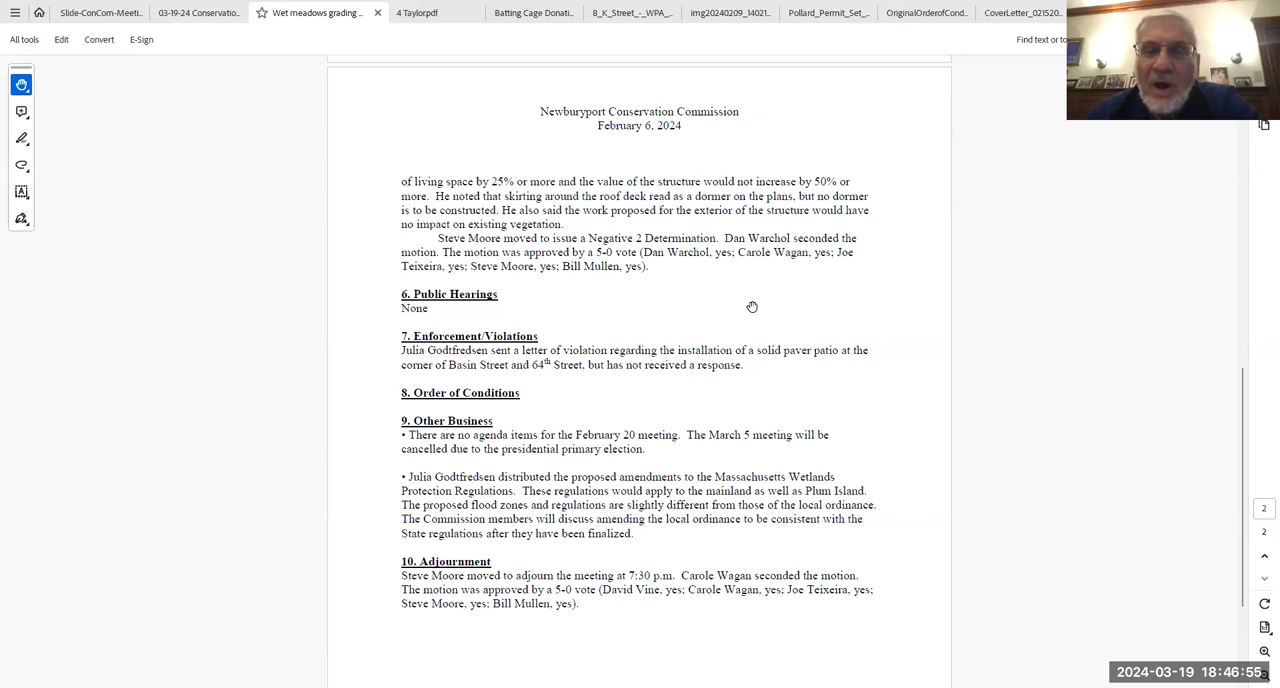 Slide-ConCom-Meeti...
03-19-24 Conservatio...
Wet meadows grading ...
4 Taylor.pdf
Batting Cage Donati...
8_K_Street_-_WPA_...
img20240209_14021...
Pollard_Permit_Set_...
OriginalOrderofCond...
CoverLetter_021520...
All tools
Edit
Convert
E-Sign
Find text or to
Newburyport Conservation Commission
February 6, 2024
of living space by 25% or more and the value of the structure would not increase by 50% or
more. He noted that skirting around the roof deck read as a dormer on the plans, but no dormer
is to be constructed. He also said the work proposed for the exterior of the structure would have
no impact on existing vegetation.
Steve Moore moved to issue a Negative 2 Determination. Dan Warchol seconded the
motion. The motion was approved by a 5-0 vote (Dan Warchol, yes; Carole Wagan, yes; Joe
Teixeira, yes; Steve Moore, yes; Bill Mullen, yes).
6. Public Hearings
None
7. Enforcement/Violations
Julia Godtfredsen sent a letter of violation regarding the installation of a solid paver patio at the
corner of Basin Street and 64th Street, but has not received a response.
8. Order of Conditions
9. Other Business
• There are no agenda items for the February 20 meeting. The March 5 meeting will be
cancelled due to the presidential primary election.
• Julia Godtfredsen distributed the proposed amendments to the Massachusetts Wetlands
Protection Regulations. These regulations would apply to the mainland as well as Plum Island.
The proposed flood zones and regulations are slightly different from those of the local ordinance.
The Commission members will discuss amending the local ordinance to be consistent with the
State regulations after they have been finalized.
10. Adjournment
Steve Moore moved to adjourn the meeting at 7:30 p.m. Carole Wagan seconded the motion.
The motion was approved by a 5-0 vote (David Vine, yes; Carole Wagan, yes; Joe Teixeira, yes;
Steve Moore, yes; Bill Mullen, yes).
2
2
2024-03-19 18:46:55